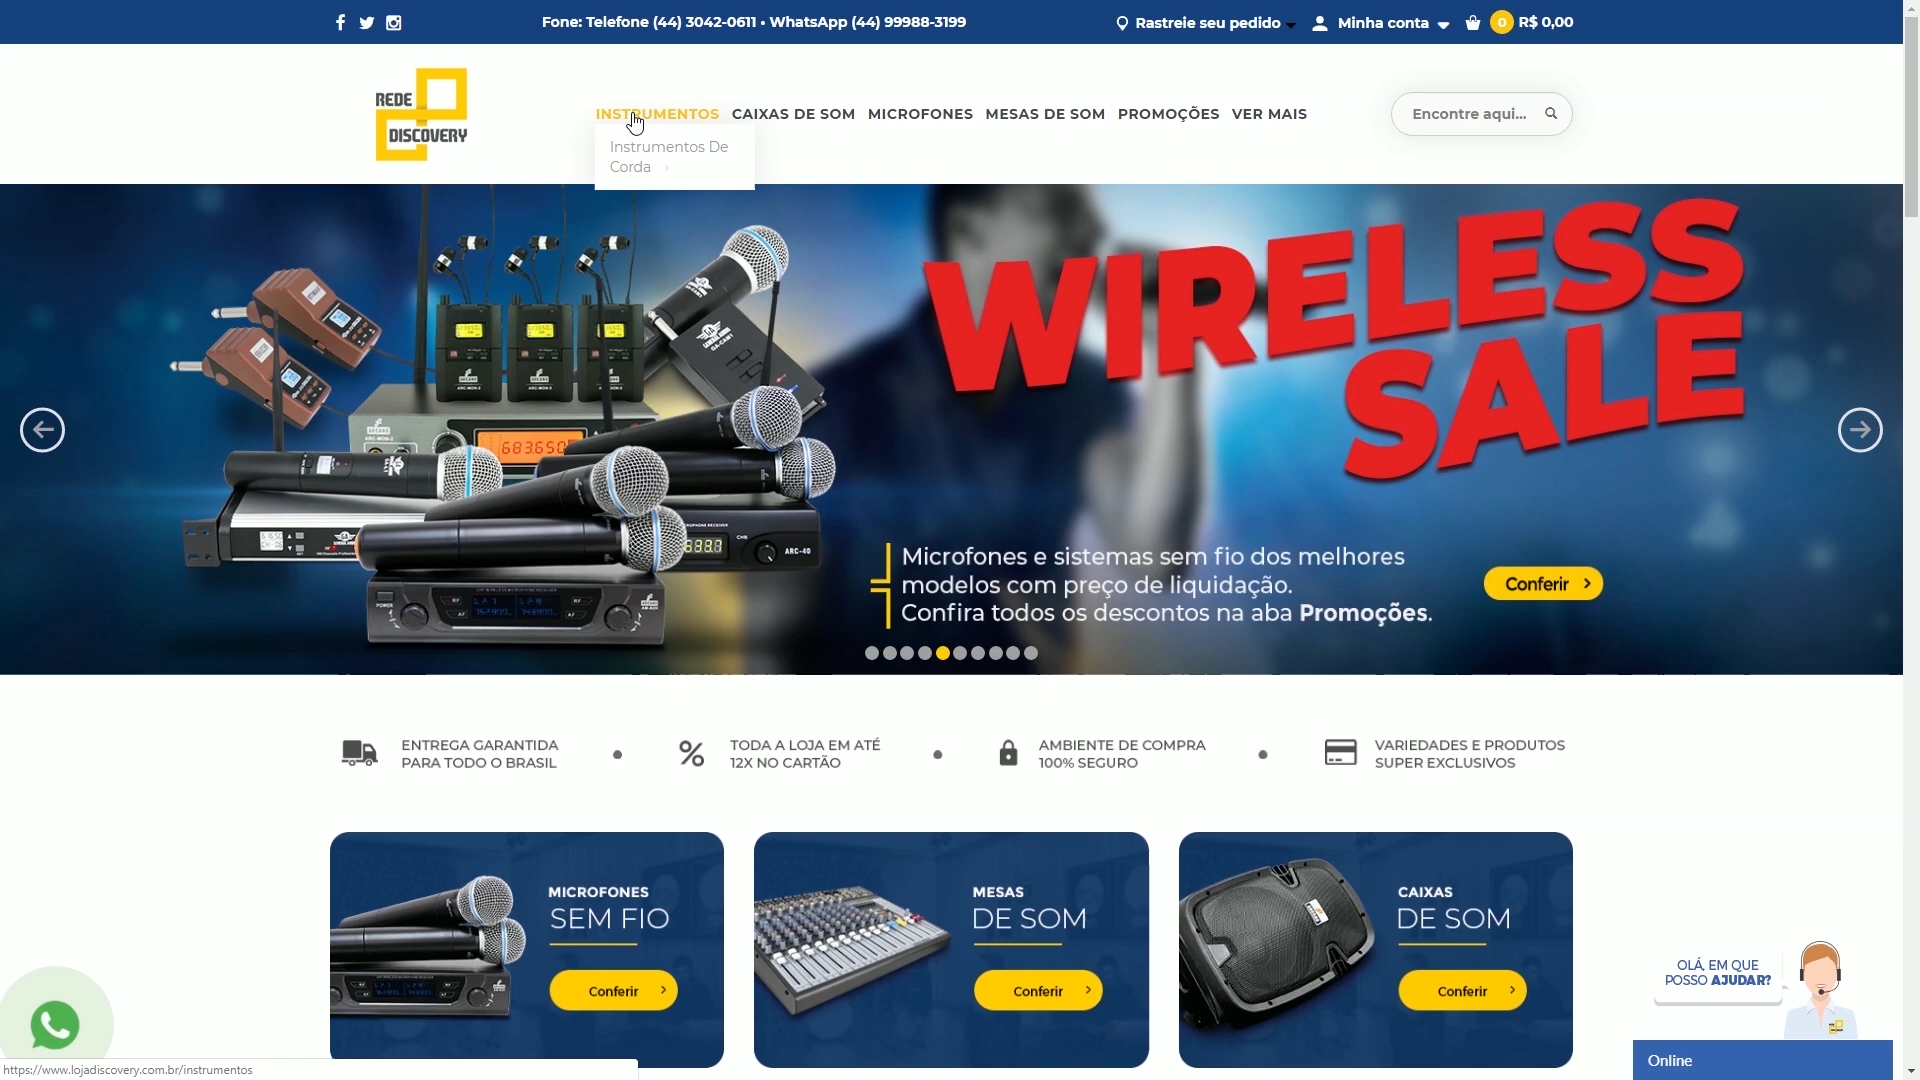 Fone: Telefone (44) 3042-0611 • WhatsApp (44) 99988-3199
Rastreie seu pedido
Minha conta
0
R$ 0,00
REDE
DISCOVERY
INSTRUMENTOS
CAIXAS DE SOM
MICROFONES
MESAS DE SOM
PROMOÇÕES
VER MAIS
Encontre aqui...
Instrumentos De
Corda
WIRELESS
SALE
683.650
ARC-40
POWER
Microfones e sistemas sem fio dos melhores
modelos com preço de liquidação.
Confira todos os descontos na aba Promoções.
Conferir
ENTREGA GARANTIDA
PARA TODO O BRASIL
TODA A LOJA EM ATÉ
12X NO CARTÃO
AMBIENTE DE COMPRA
100% SEGURO
VARIEDADES E PRODUTOS
SUPER EXCLUSIVOS
MICROFONES
SEM FIO
Conferir
MESAS
DE SOM
Conferir
CAIXAS
DE SOM
Conferir
OLÁ, EM QUE
POSSO AJUDAR?
Online
https://www.lojadiscovery.com.br/instrumentos